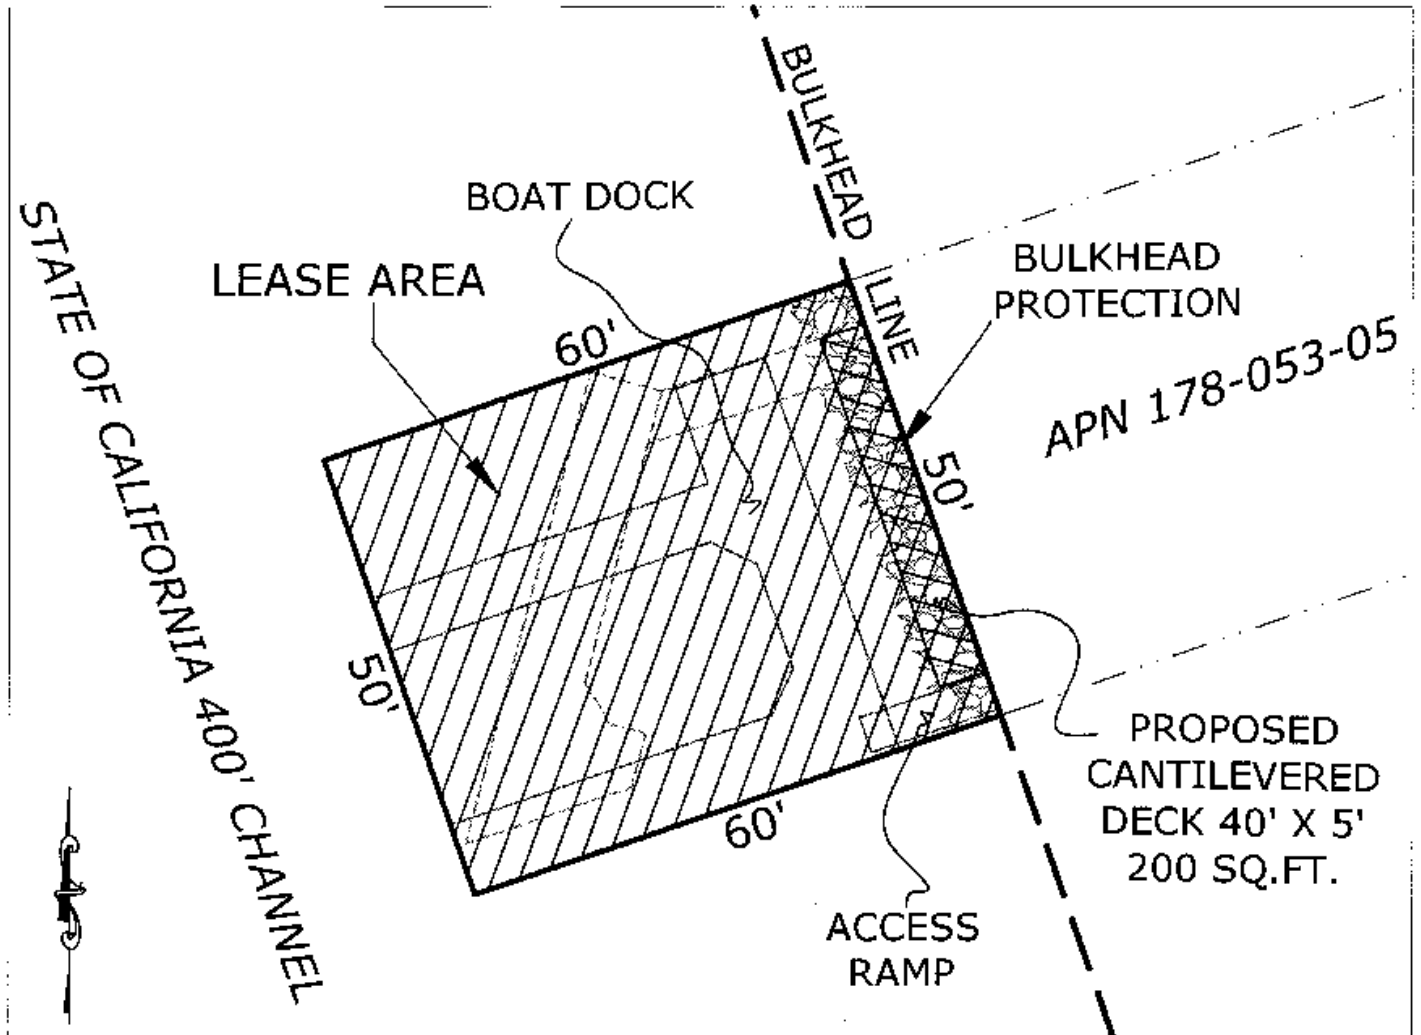 BULKHEAD LINE
BOAT DOCK
LEASE AREA
BULKHEAD
PROTECTION
60'
STATE OF CALIFORNIA 400' CHANNEL
APN 178-053-05
50'
50'
60'
PROPOSED
CANTILEVERED
DECK 40' X 5'
200 SQ.FT.
ACCESS
RAMP